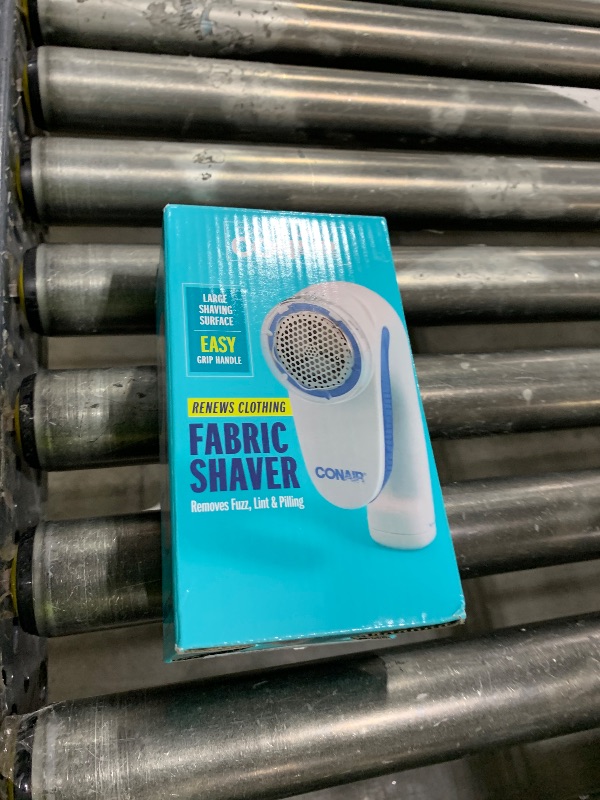 LARGE
SHAVING
SURFACE
EASY
GRIP HANDLE
RENEWS CLOTHING
FABRIC
SHAVER
Removes Fuzz, Lint & Pilling
CONAIR